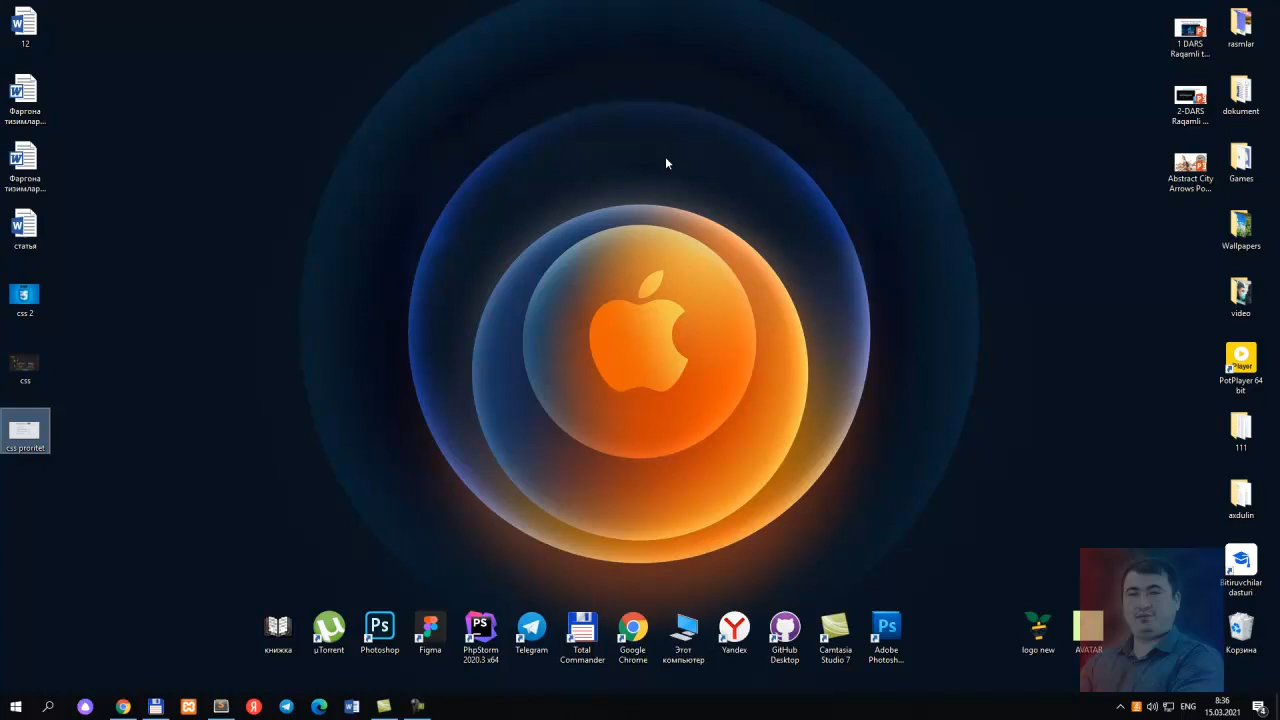 12
Фаргона
тизимлар...
Фаргона
тизимлар...
статья
css 2
css
css proritet
1 DARS
Raqamli t...
2-DARS
Raqamli ...
Abstract City
Arrows Po...
rasmlar
dokument
Games
Wallpapers
video
Player
PotPlayer 64
bit
111
axdulin
Bitiruvchilar
dasturi
Корзина
книжка
µTorrent
Photoshop
Figma
PhpStorm
2020.3 x64
Telegram
Total
Commander
Google
Chrome
Этот
компьютер
Yandex
GitHub
Desktop
Camtasia
Studio 7
Adobe
Photosh...
logo new
AVATAR
ENG
8:36
15.03.2021